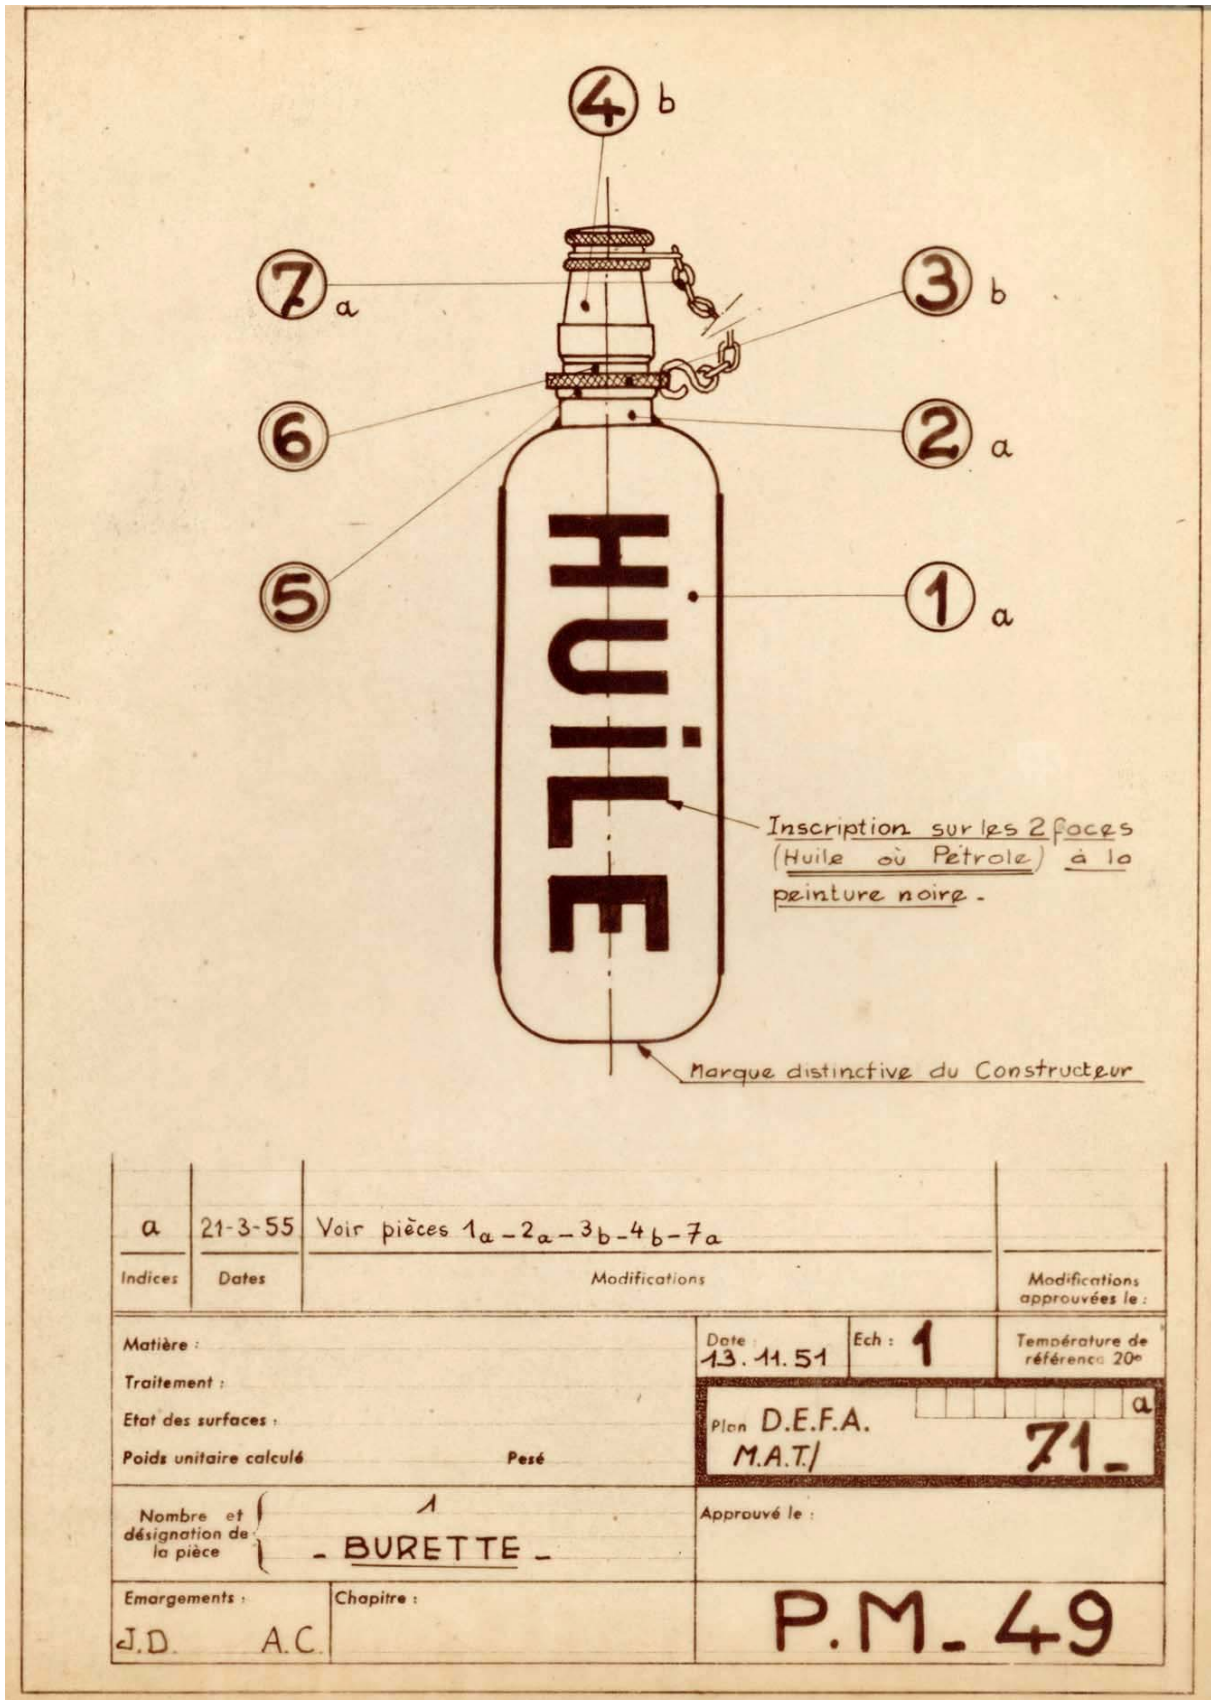 4 b
7 a
3 b
6
2 a
5
1 a
HUiLE
Inscription sur les 2 faces
(Huile où Pétrole) à la
peinture noire -
Marque distinctive du Constructeur
a 21-3-55 Voir pièces 1a - 2a - 3b - 4b - 7a
Indices Dates Modifications Modifications
approuvées le :
Matière :
Date : 13.11.51 Ech : 1 Température de
référence 20°
Traitement :
Etat des surfaces :
Poids unitaire calculé Pesé
a
Plan D.E.F.A.
M.A.T./ 71-
Nombre et
désignation de
la pièce
1
- BURETTE -
Approuvé le :
Emargements :
J.D. A.C.
Chapitre :
P.M. - 49